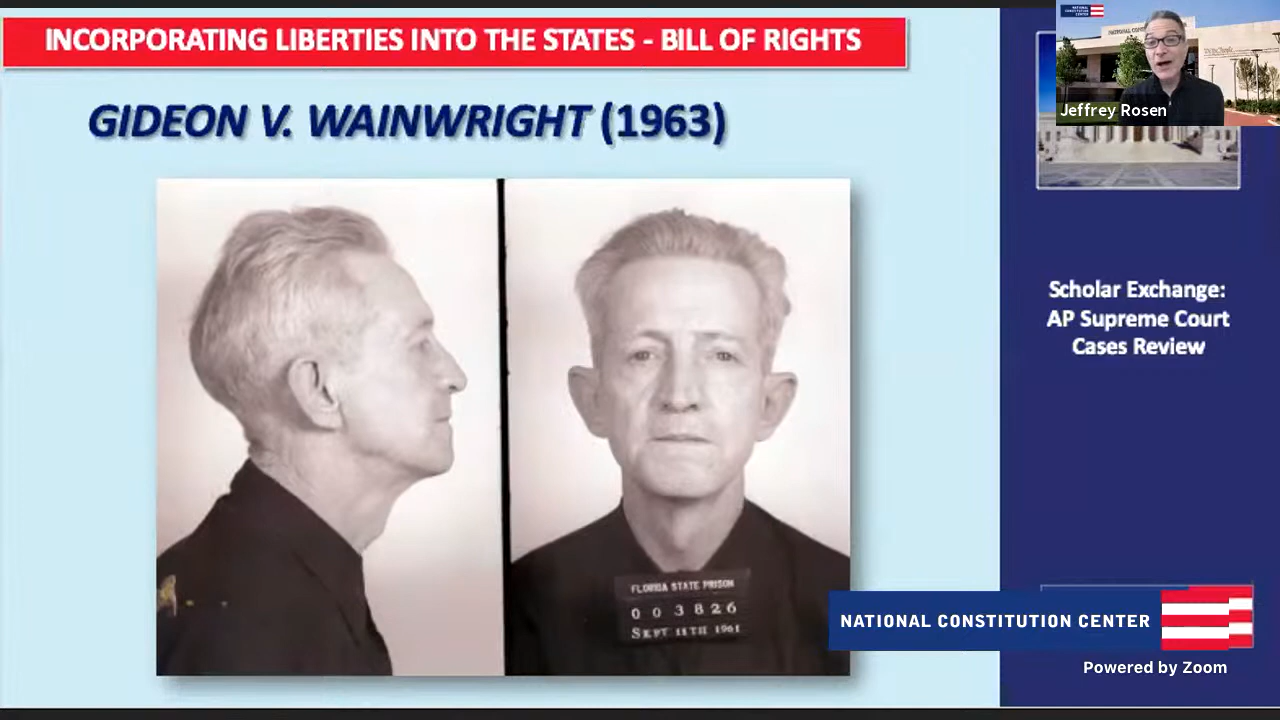 INCORPORATING LIBERTIES INTO THE STATES - BILL OF RIGHTS
GIDEON V. WAINWRIGHT (1963)
FLORIDA STATE PRISON
003826
SEPT 11TH 1961
Jeffrey Rosen
Scholar Exchange:
AP Supreme Court
Cases Review
NATIONAL CONSTITUTION CENTER
Powered by Zoom